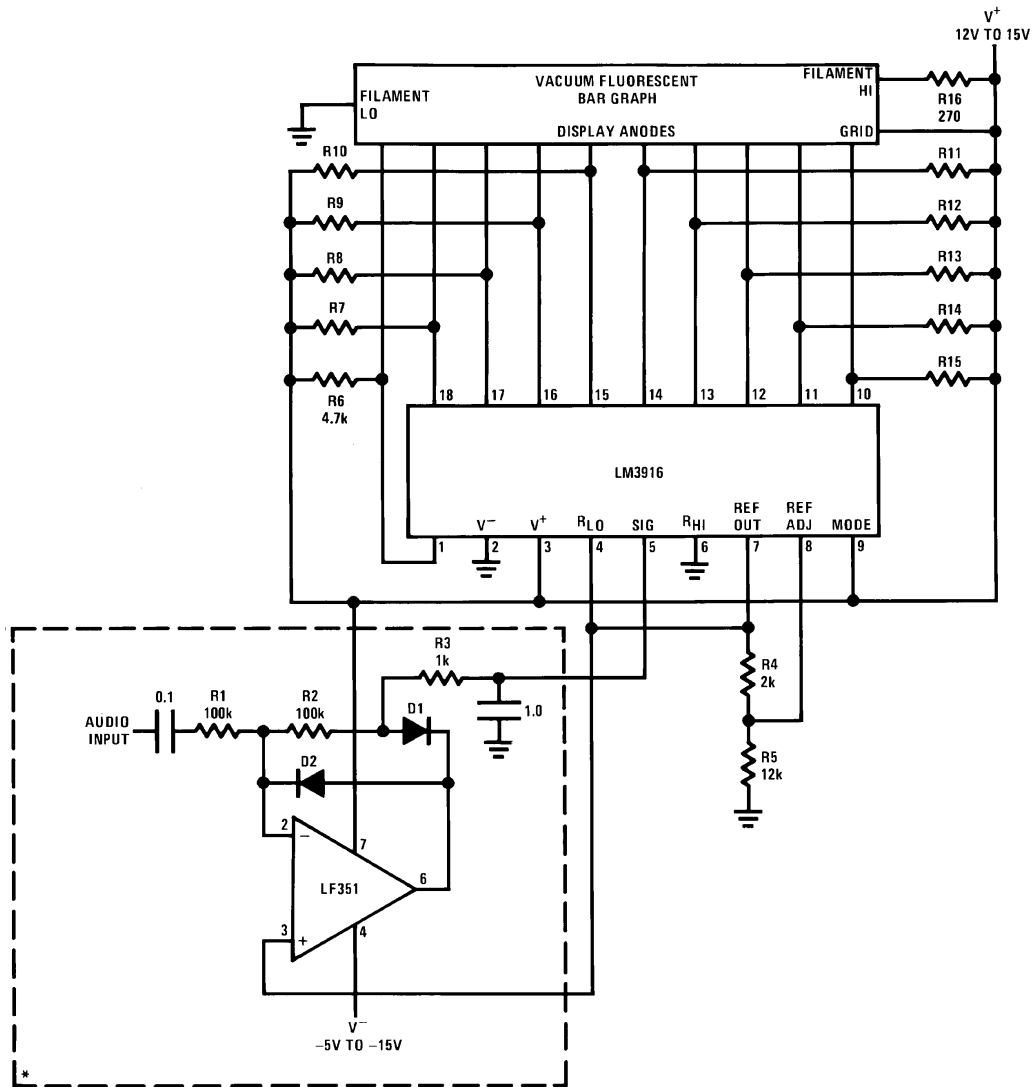 V+
12V TO 15V
FILAMENT
LO
VACUUM FLUORESCENT
BAR GRAPH
DISPLAY ANODES
FILAMENT
HI
GRID
R16
270
R10
R11
R9
R12
R8
R13
R7
R14
R6
4.7k
R15
18 17 16 15 14 13 12 11 10
LM3916
V− V+ RLO SIG RHI REF OUT REF ADJ MODE
1 2 3 4 5 6 7 8 9
R3
1k
R4
2k
AUDIO
INPUT
0.1
R1
100k
R2
100k
D1
1.0
D2
R5
12k
2
−
7
LF351
6
3
+
4
V−
−5V TO −15V
*